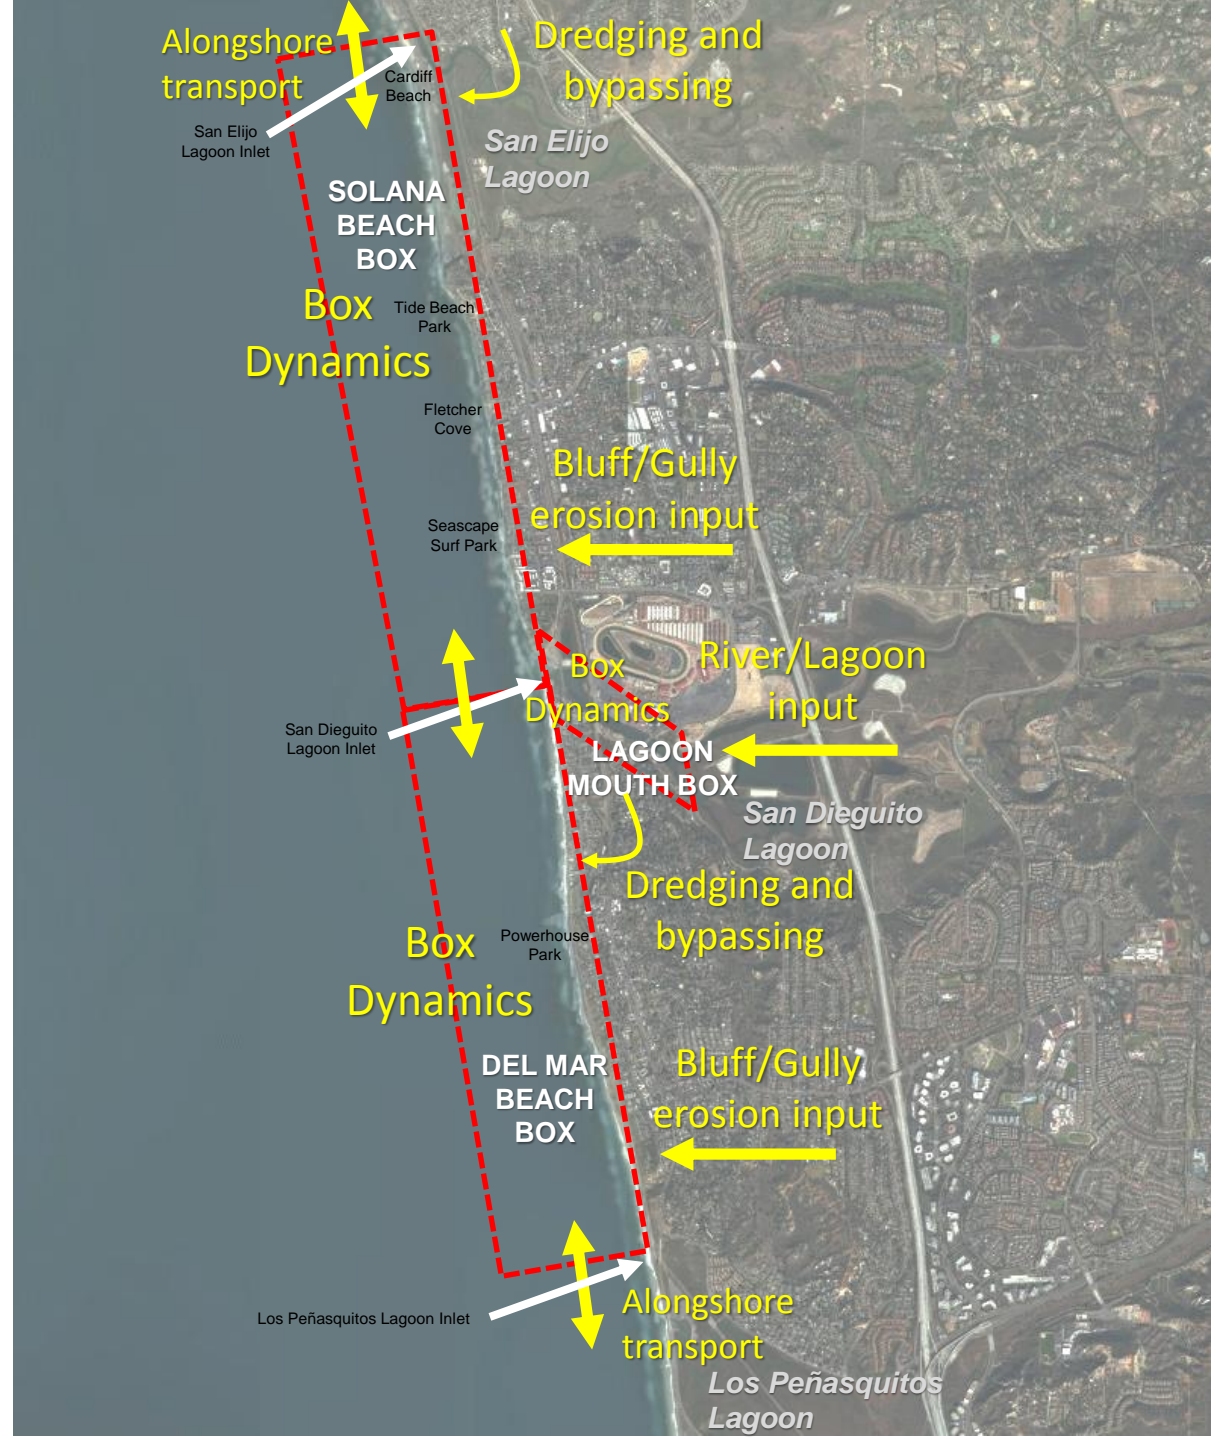 Alongshore
transport
Dredging and
bypassing
Cardiff
Beach
San Elijo
Lagoon Inlet
San Elijo
Lagoon
SOLANA
BEACH
BOX
Box
Dynamics
Tide Beach
Park
Fletcher
Cove
Bluff/Gully
erosion input
Seascape
Surf Park
Box
Dynamics
River/Lagoon
input
San Dieguito
Lagoon Inlet
LAGOON
MOUTH BOX
San Dieguito
Lagoon
Dredging and
bypassing
Box
Dynamics
Powerhouse
Park
DEL MAR
BEACH
BOX
Bluff/Gully
erosion input
Los Peñasquitos Lagoon Inlet
Alongshore
transport
Los Peñasquitos
Lagoon